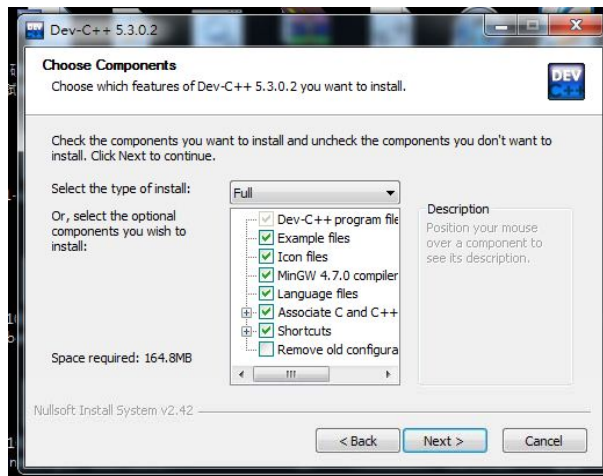 Dev-C++ 5.3.0.2
Choose Components
Choose which features of Dev-C++ 5.3.0.2 you want to install.
DEV
C++
Check the components you want to install and uncheck the components you don't want to
install. Click Next to continue.
Select the type of install:
Full
Or, select the optional
components you wish to
install:
Dev-C++ program file
Example files
Icon files
MinGW 4.7.0 compiler
Language files
Associate C and C++
Shortcuts
Remove old configura
Space required: 164.8MB
Description
Position your mouse
over a component to
see its description.
Nullsoft Install System v2.42
< Back
Next >
Cancel